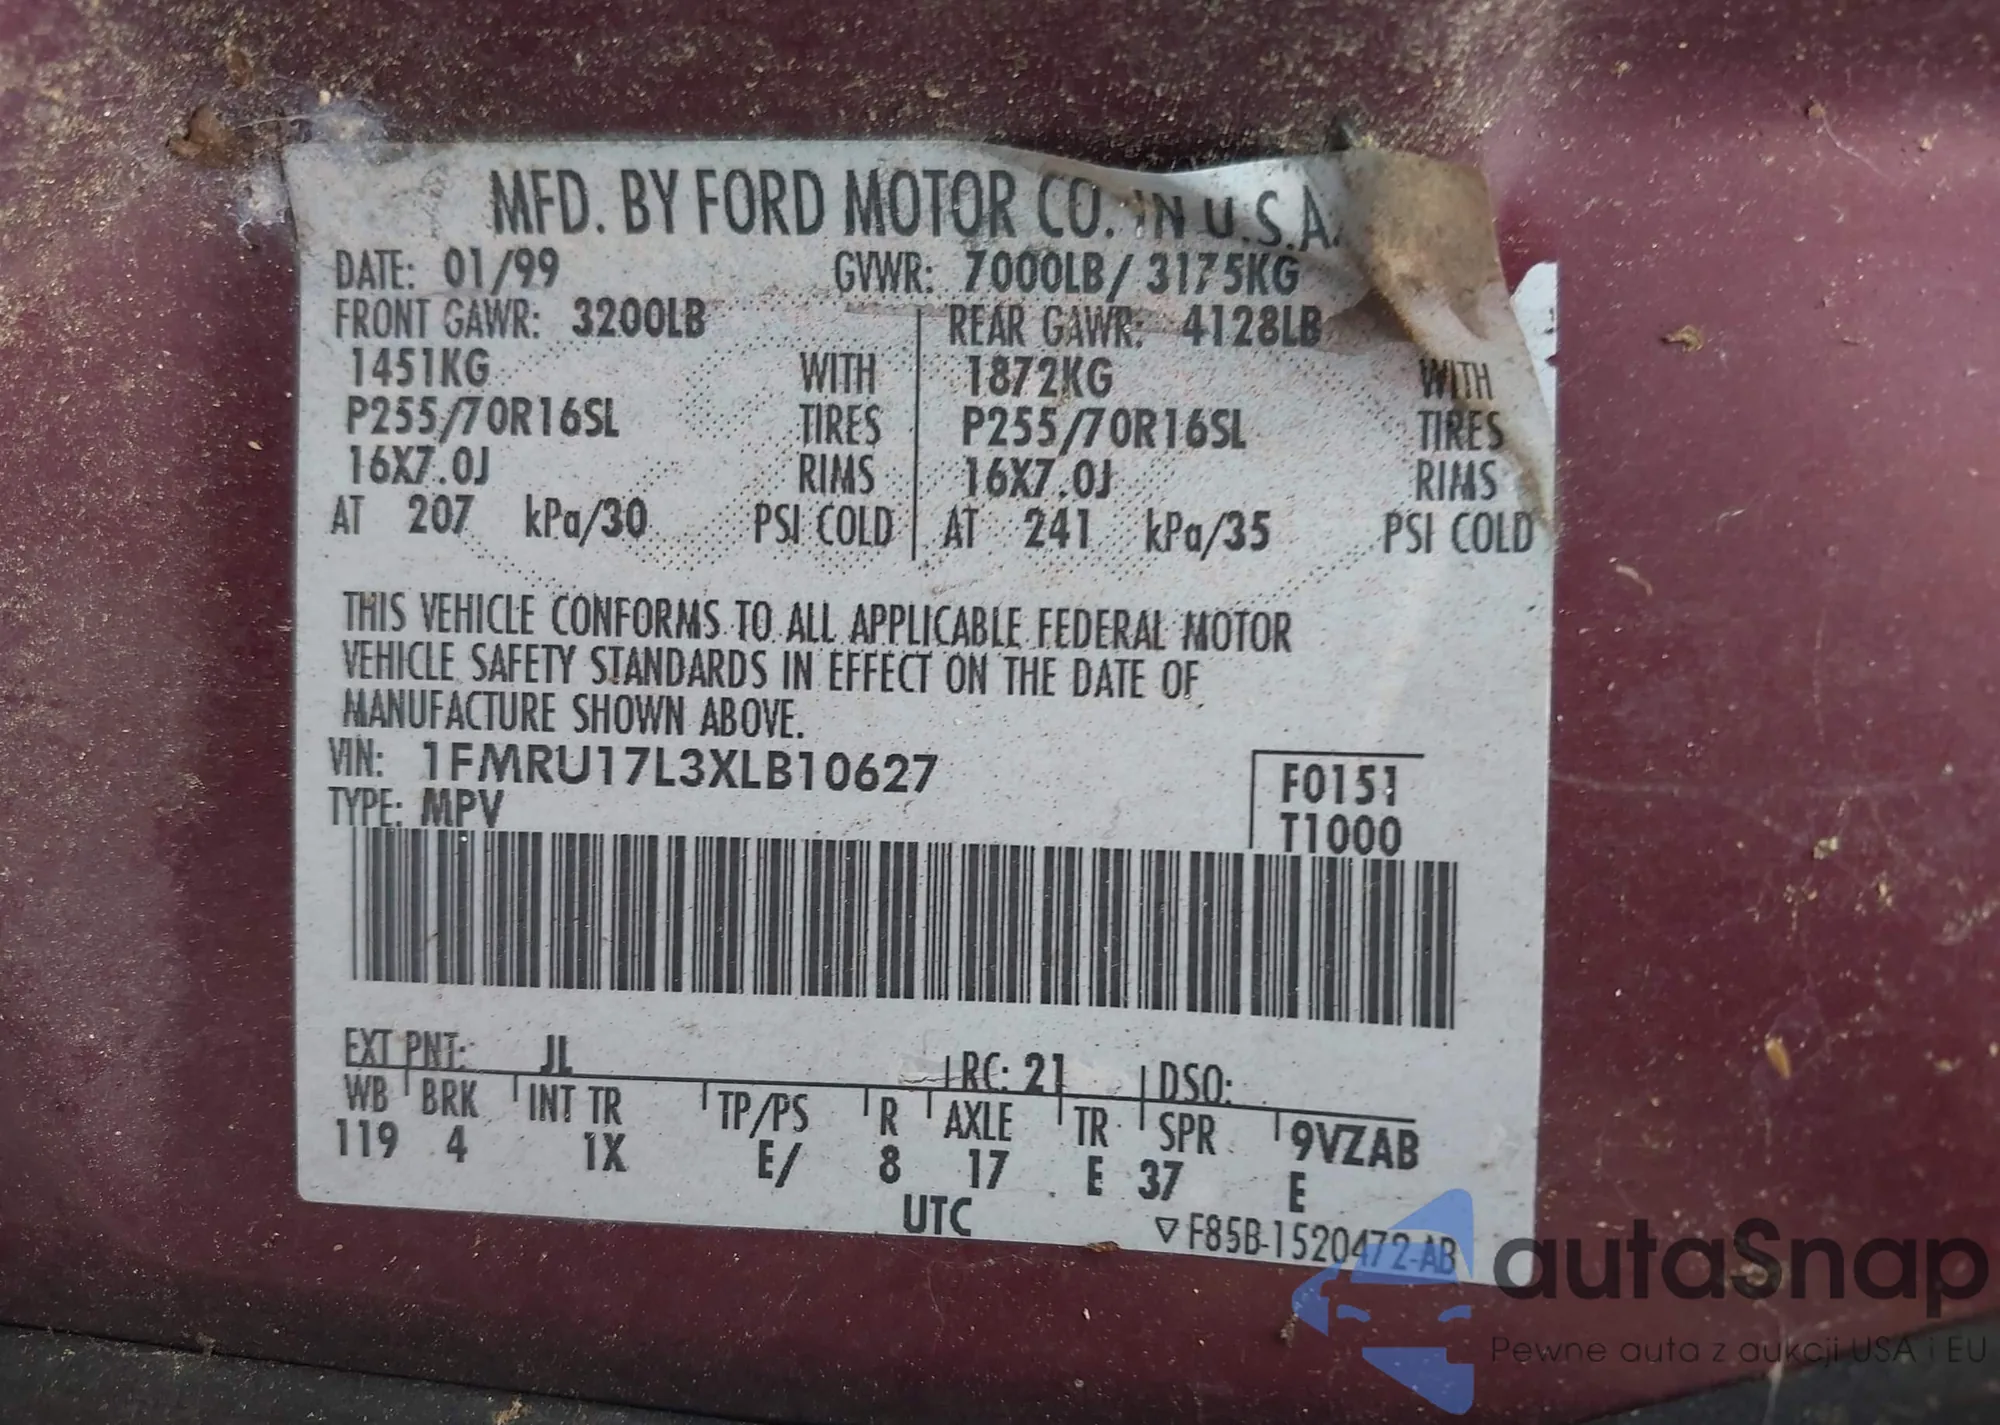 MFD. BY FORD MOTOR CO. IN U.S.A.
DATE: 01/99 GVWR: 7000LB/ 3175KG
FRONT GAWR: 3200LB REAR GAWR: 4128LB
1451KG WITH 1872KG WITH
P255/70R16SL TIRES P255/70R16SL TIRES
16X7.0J RIMS 16X7.0J RIMS
AT 207 kPa/30 PSI COLD AT 241 kPa/35 PSI COLD
THIS VEHICLE CONFORMS TO ALL APPLICABLE FEDERAL MOTOR
VEHICLE SAFETY STANDARDS IN EFFECT ON THE DATE OF
MANUFACTURE SHOWN ABOVE.
VIN: 1FMRU17L3XLB10627 F0151
TYPE: MPV T1000
EXT PNT: JL RC: 21 DSO:
WB BRK INT TR TP/PS R AXLE TR SPR 9VZAB
119 4 1X E/ 8 17 E 37 E
UTC ▽F85B-1520472-AB
autaSnap
Pewne auta z aukcji USA i EU